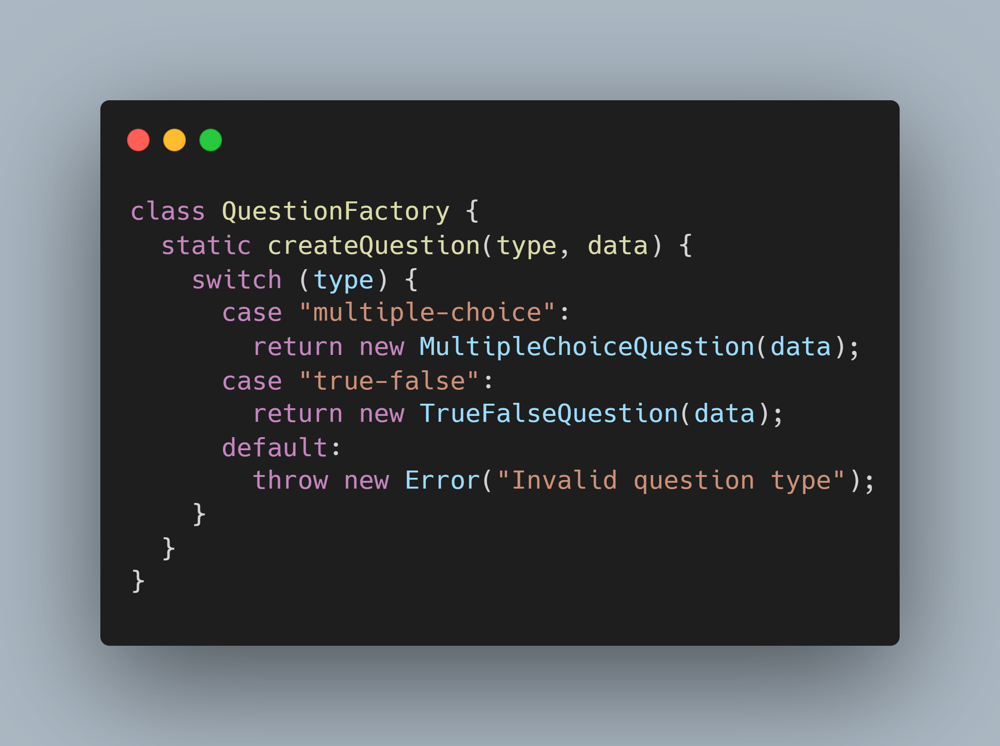 class QuestionFactory {
  static createQuestion(type, data) {
    switch (type) {
      case "multiple-choice":
        return new MultipleChoiceQuestion(data);
      case "true-false":
        return new TrueFalseQuestion(data);
      default:
        throw new Error("Invalid question type");
    }
  }
}